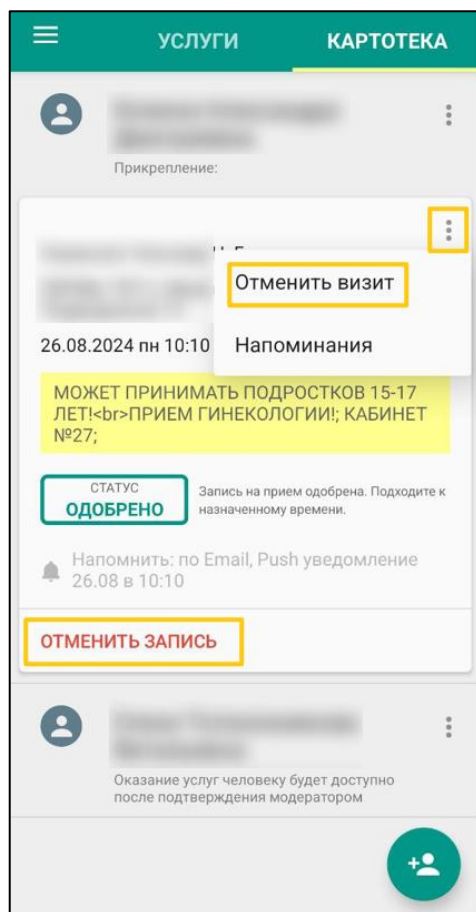 УСЛУГИ
КАРТОТЕКА
Прикрепление:
Отменить визит
26.08.2024 пн 10:10
Напоминания
МОЖЕТ ПРИНИМАТЬ ПОДРОСТКОВ 15-17
ЛЕТ!<br>ПРИЕМ ГИНЕКОЛОГИИ!; КАБИНЕТ
№27;
СТАТУС
ОДОБРЕНО
Запись на прием одобрена. Подходите к
назначенному времени.
Напомнить: по Email, Push уведомление
26.08 в 10:10
ОТМЕНИТЬ ЗАПИСЬ
Оказание услуг человеку будет доступно
после подтверждения модератором